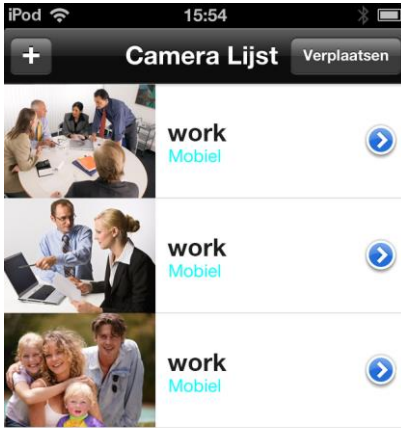 iPod 15:54
+ Camera Lijst Verplaatsen
work
Mobiel
work
Mobiel
work
Mobiel